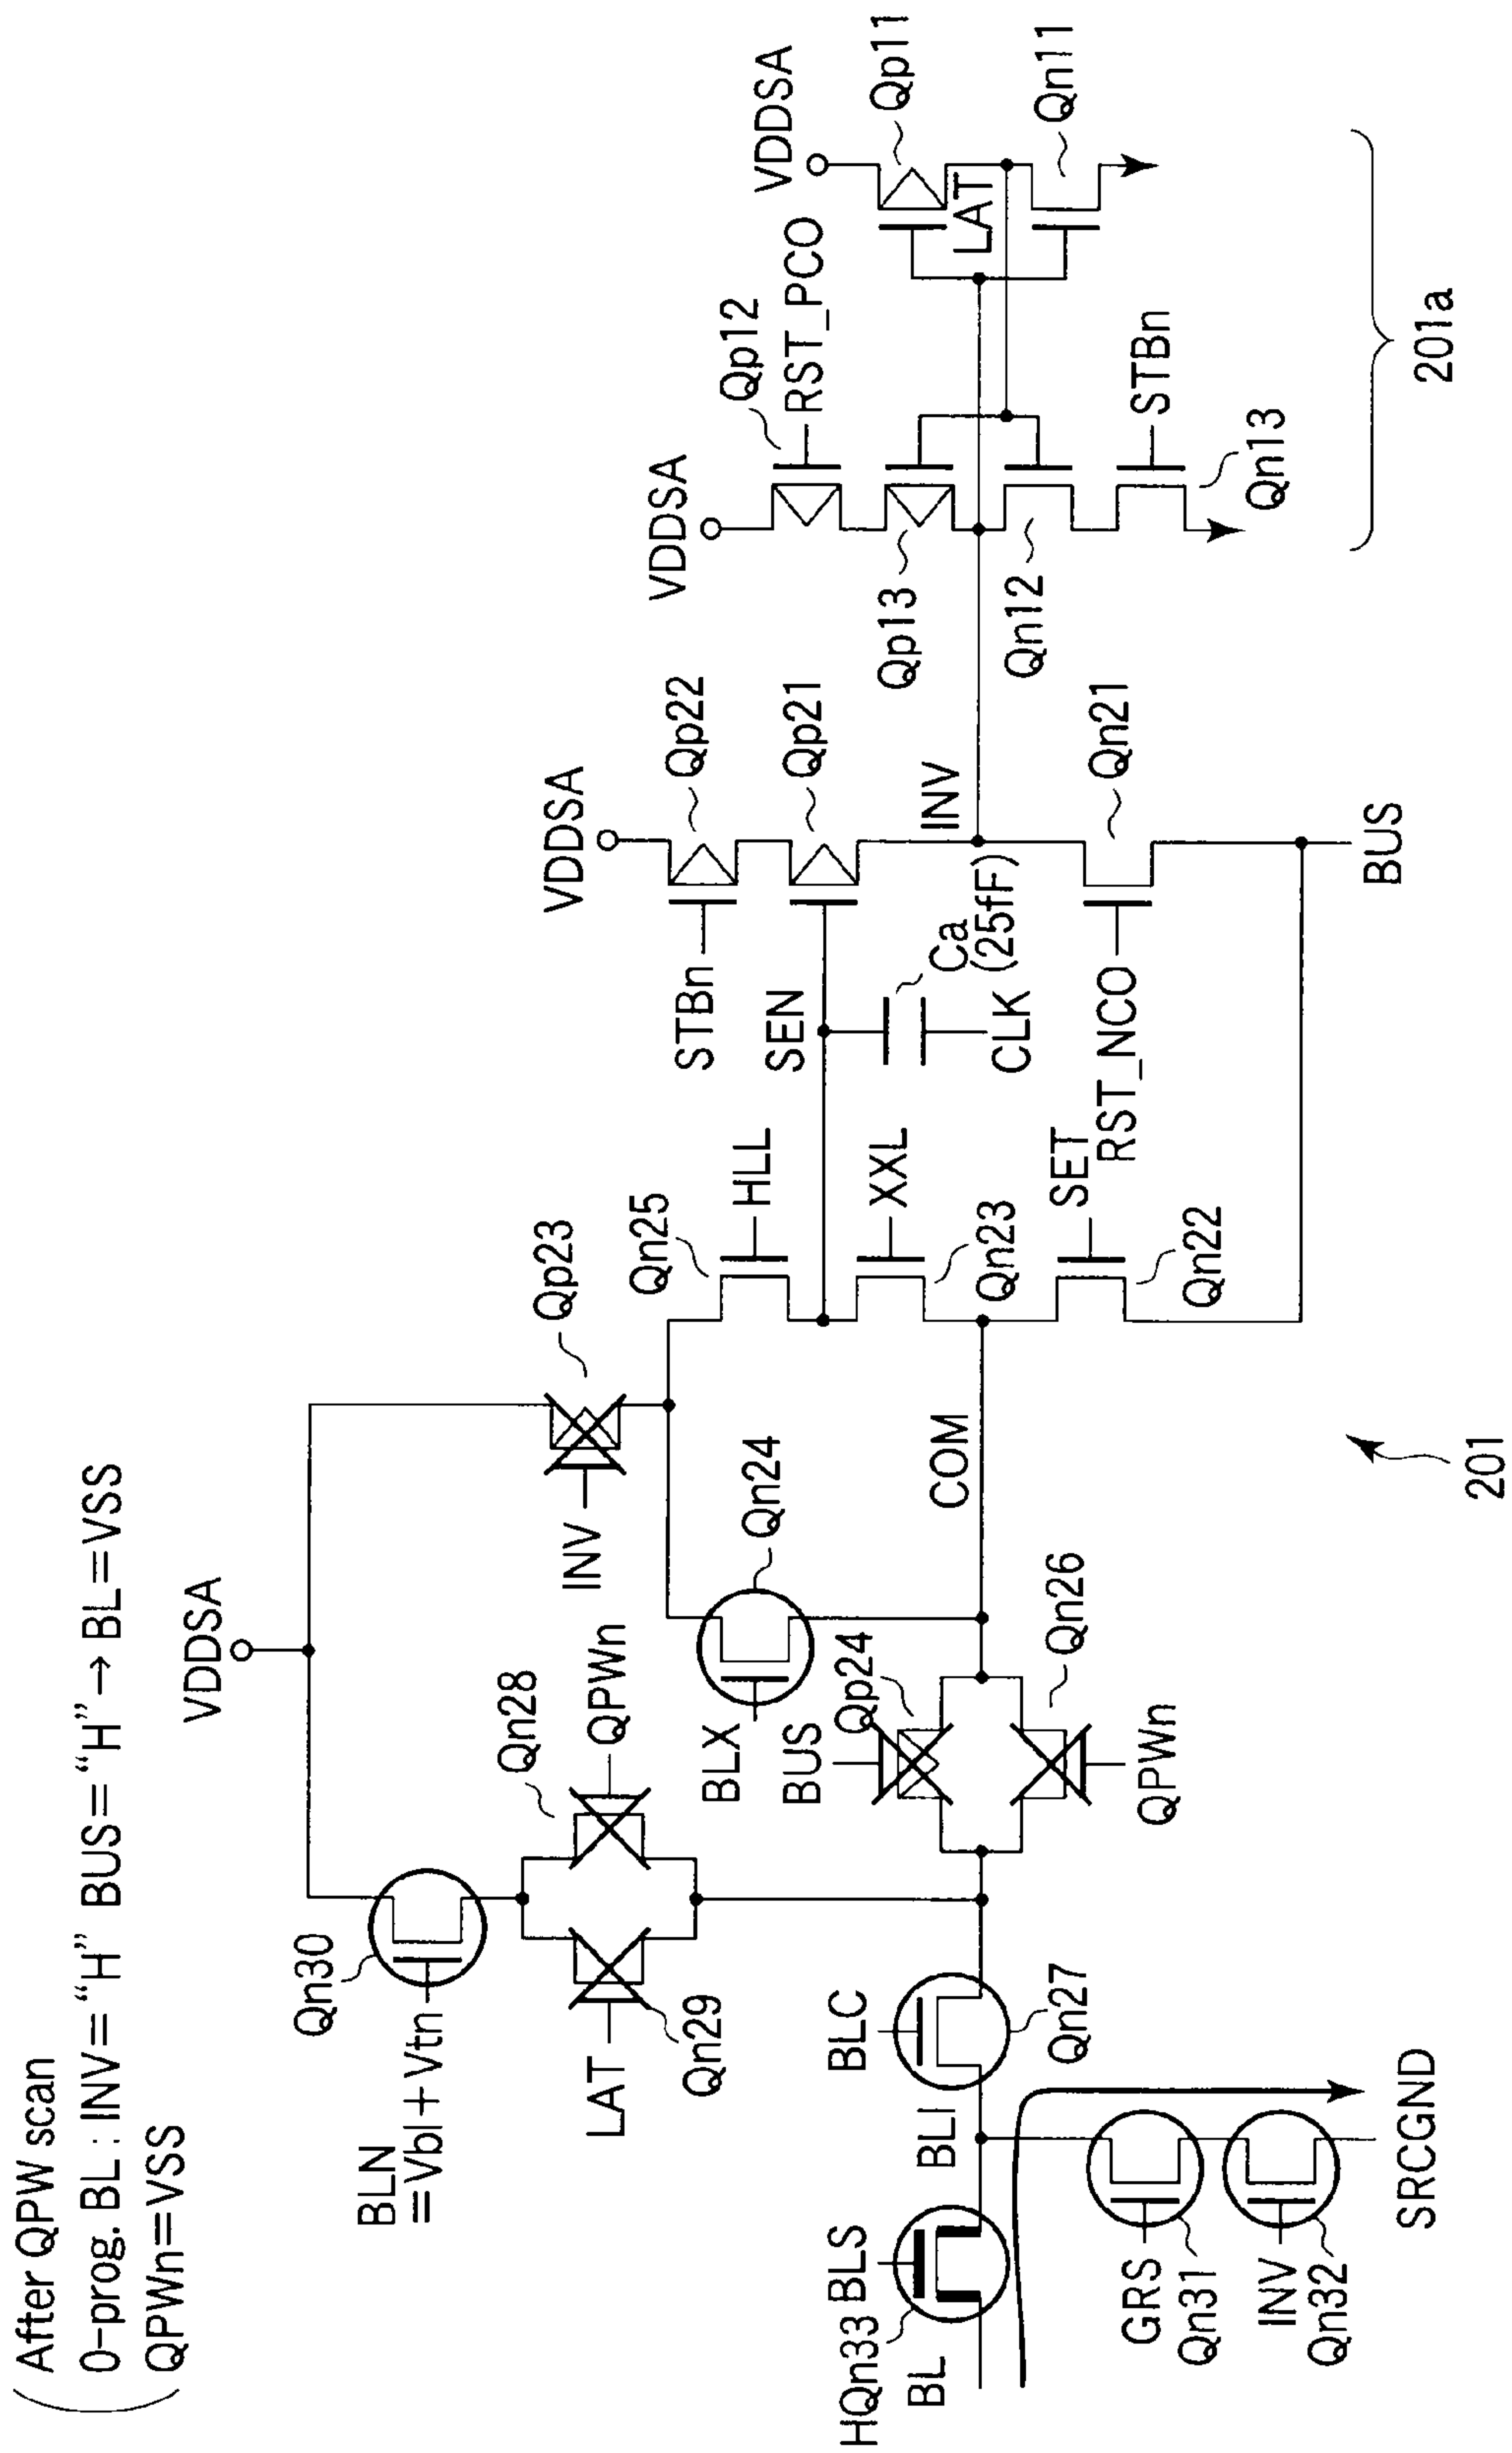 After QPW scan
0-prog. BL : INV="H" BUS="H"→BL=VSS
QPWn=VSS
VDDSA
Qn30
BLN
=Vbl+Vtn
Qn28
QPWn
LAT
Qn29
Qp23
INV
Qn24
BLX
BUS
Qp24
Qn26
QPWn
COM
Qn25
HLL
XXL
Qn23
SET
Qn22
HQn33
BLS
BL
BLI
BLC
Qn27
GRS
Qn31
INV
Qn32
SRCGND
VDDSA
Qp22
STBn
Qp21
SEN
Ca
(25fF)
CLK
INV
Qn21
RST_NCO
BUS
VDDSA
Qp12
RST_PCO
Qp13
Qn12
STBn
Qn13
VDDSA
Qp11
LAT
Qn11
201a
201